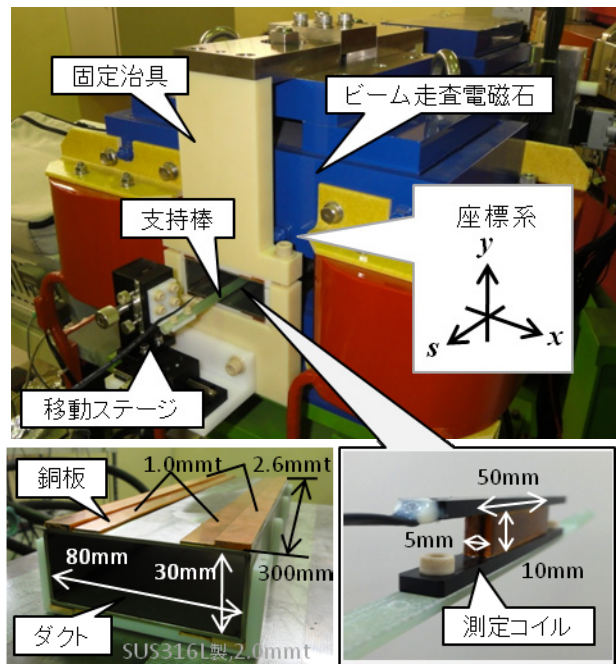 固定治具
ビーム走査電磁石
支持棒
座標系
y
s
x
移動ステージ
銅板
1.0mmt
2.6mmt
80mm
30mm
300mm
ダクト
SUS316L製,2.0mmt
50mm
5mm
10mm
測定コイル